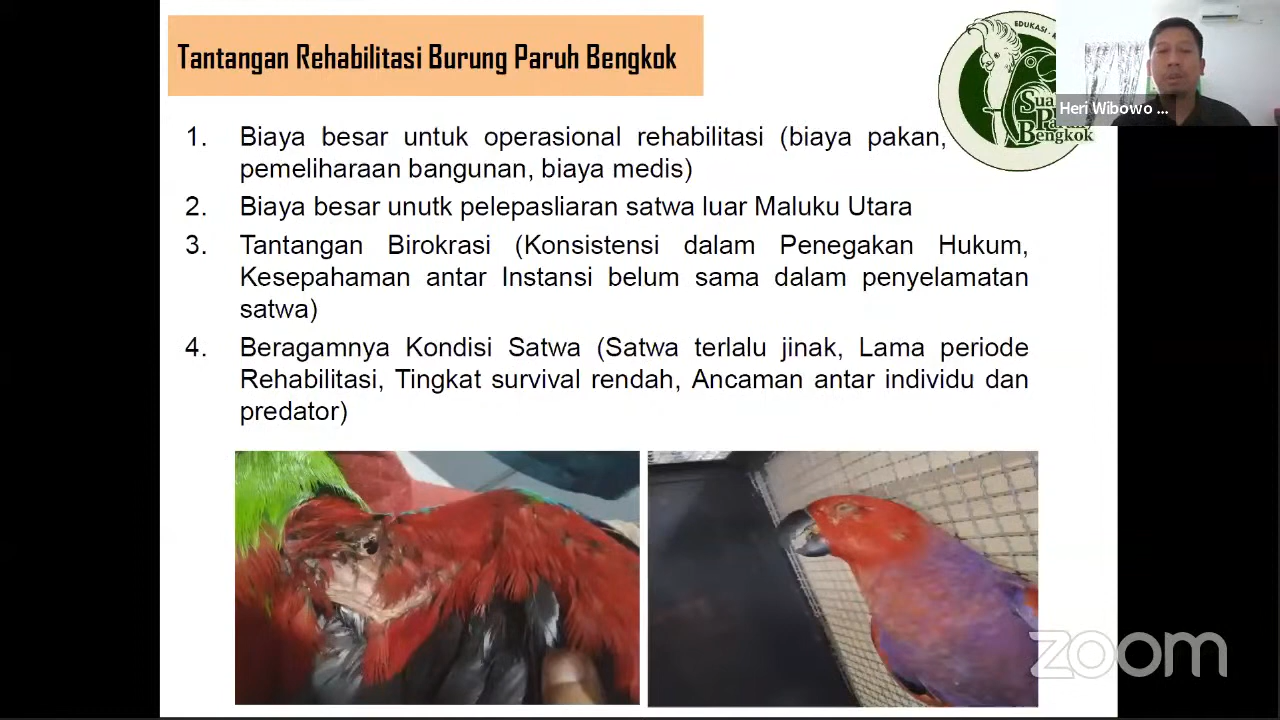 Tantangan Rehabilitasi Burung Paruh Bengkok
EDUKASI
Heri Wibowo ...
Bengkok
1. Biaya besar untuk operasional rehabilitasi (biaya pakan,
pemeliharaan bangunan, biaya medis)
2. Biaya besar unutk pelepasliaran satwa luar Maluku Utara
3. Tantangan Birokrasi (Konsistensi dalam Penegakan Hukum,
Kesepahaman antar Instansi belum sama dalam penyelamatan
satwa)
4. Beragamnya Kondisi Satwa (Satwa terlalu jinak, Lama periode
Rehabilitasi, Tingkat survival rendah, Ancaman antar individu dan
predator)
zoom